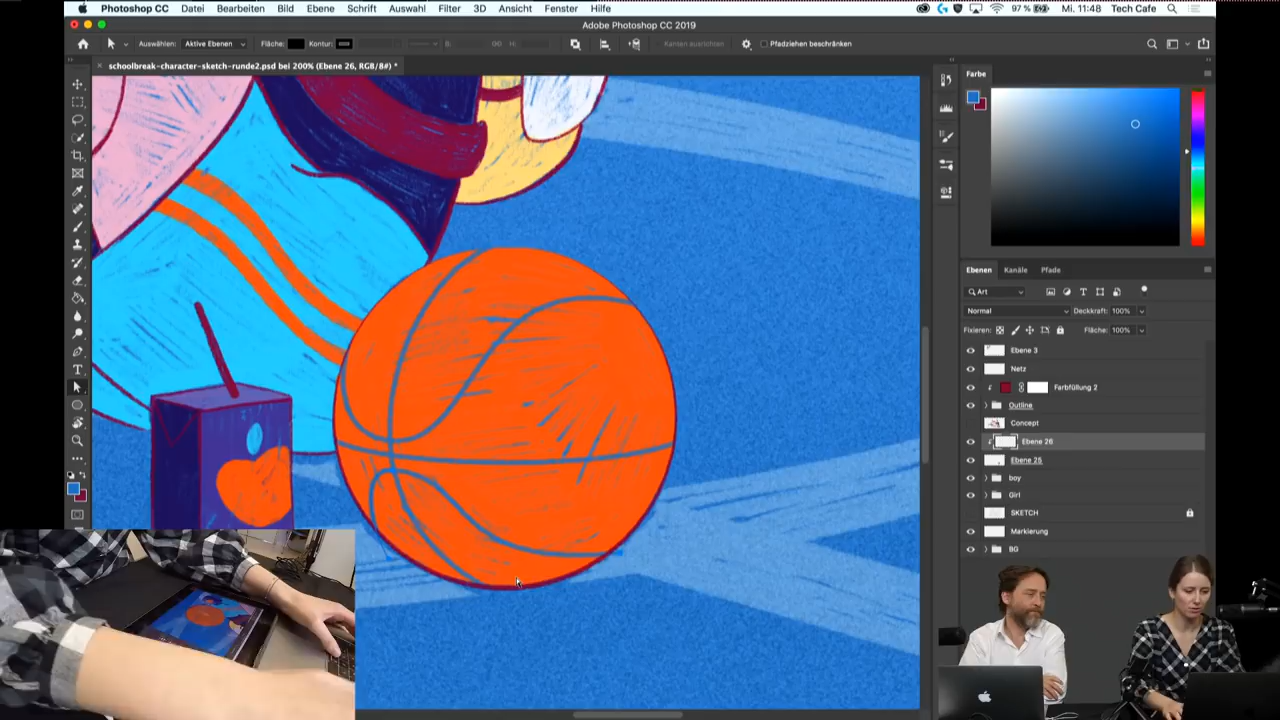 Photoshop CC Datei Bearbeiten Bild Ebene Schrift Auswahl Filter 3D Ansicht Fenster Hilfe 97 % Mi. 11:48 Tech Cafe
Adobe Photoshop CC 2019
Auswählen: Aktive Ebenen Fläche: Kontur: B: H: Kanten ausrichten Pfadziehen beschränken
schoolbreak-character-sketch-runde2.psd bei 200% (Ebene 26, RGB/8#) *
Farbe
Ebenen Kanäle Pfade
Art
Normal Deckkraft: 100%
Fixieren: Fläche: 100%
Ebene 3
Netz
Farbfüllung 2
Outline
Concept
Ebene 26
Ebene 25
boy
Girl
SKETCH
Markierung
BG